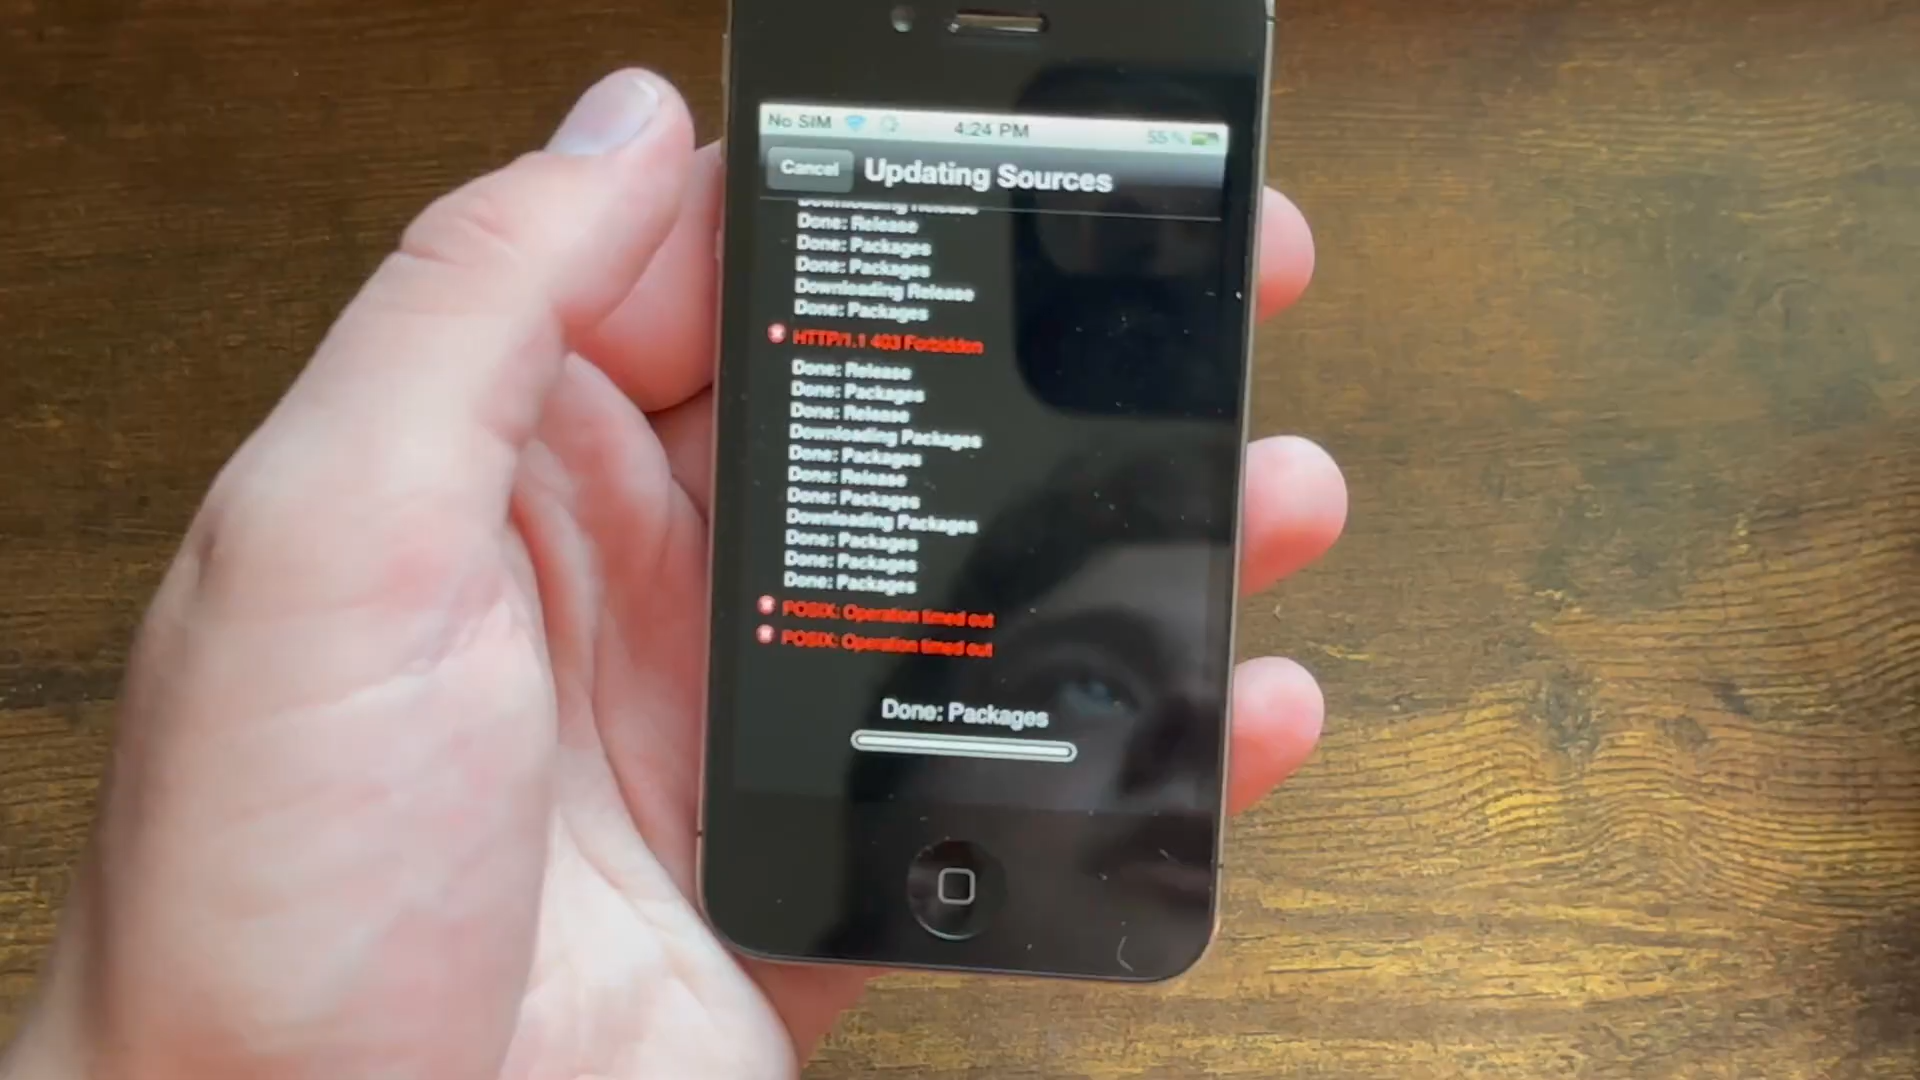 No SIM 4:24 PM 55%
Cancel Updating Sources
Downloading Release
Done: Release
Done: Packages
Done: Packages
Downloading Release
Done: Packages
HTTP/1.1 403 Forbidden
Done: Release
Done: Packages
Done: Release
Downloading Packages
Done: Packages
Done: Release
Done: Packages
Downloading Packages
Done: Packages
Done: Packages
Done: Packages
POSIX: Operation timed out
POSIX: Operation timed out
Done: Packages